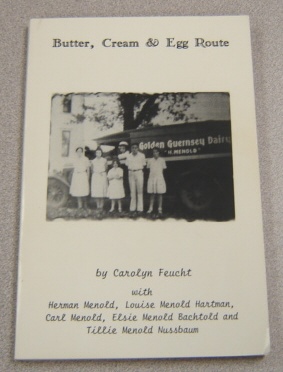 Butter, Cream & Egg Route
Golden Guernsey Dairy
"H MENOLD"
by Carolyn Feucht
with
Herman Menold, Louise Menold Hartman,
Carl Menold, Elsie Menold Bachtold and
Tillie Menold Nussbaum